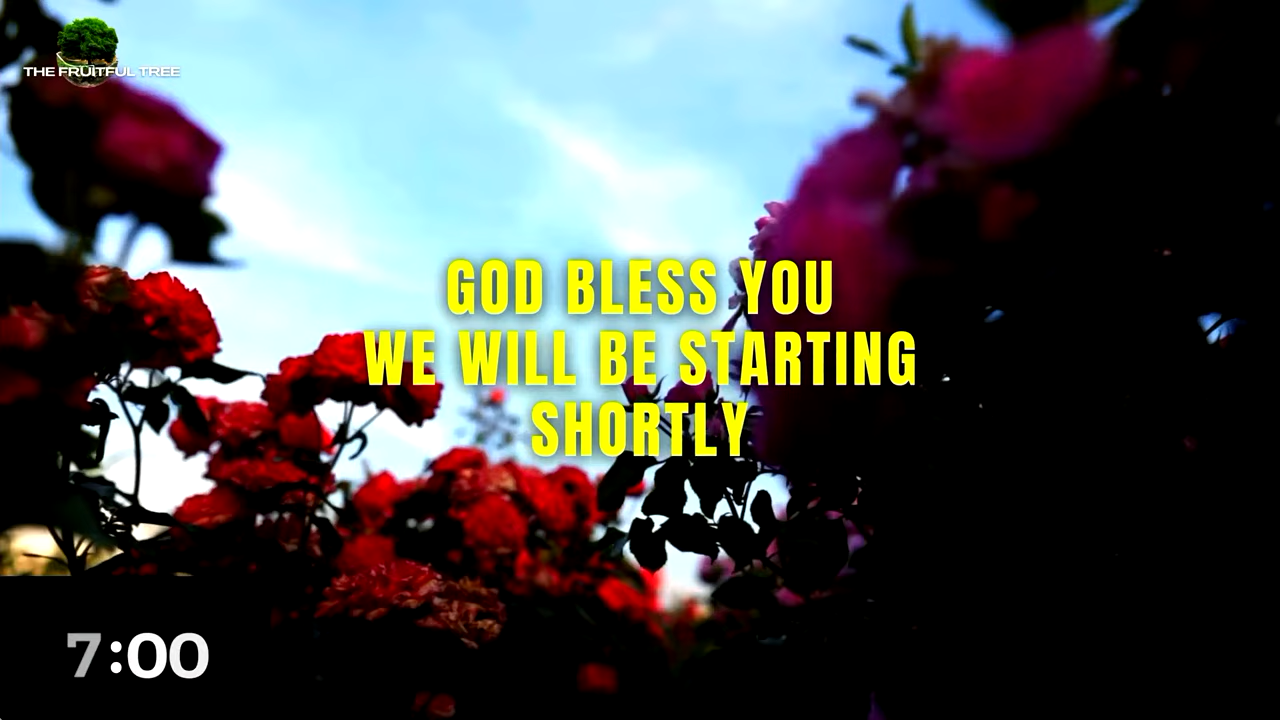 THE FRUITFUL TREE
GOD BLESS YOU
WE WILL BE STARTING
SHORTLY
7:00